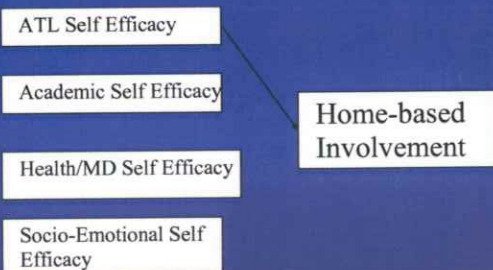 ATL Self Efficacy
Academic Self Efficacy
Health/MD Self Efficacy
Socio-Emotional Self
Efficacy
Home-based
Involvement